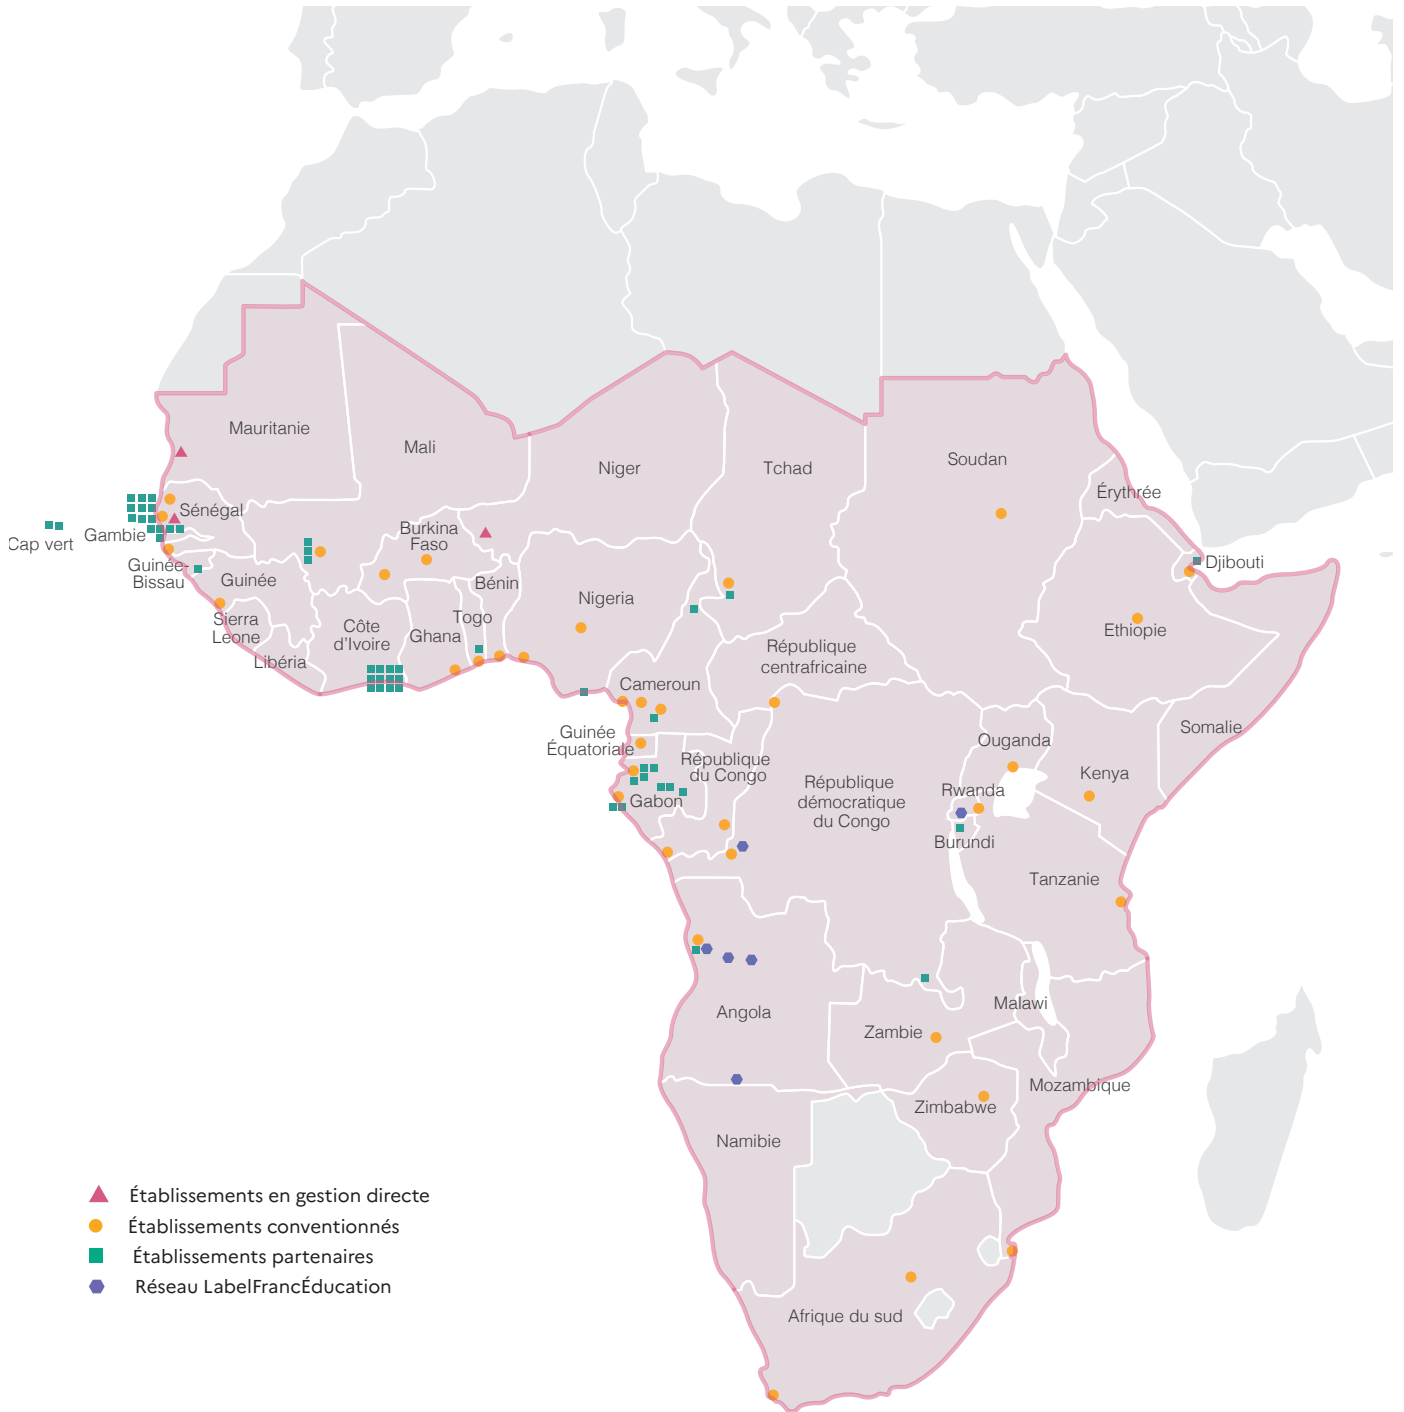 Mauritanie
Mali
Niger
Tchad
Soudan
Érythrée
Sénégal
Cap vert
Gambie
Burkina
Faso
Djibouti
Guinée-
Bissau
Guinée
Bénin
Nigeria
Sierra
Leone
Côte
d'Ivoire
Togo
Ghana
Ethiopie
Libéria
République
centrafricaine
Cameroun
Somalie
Guinée
Équatoriale
République
du Congo
Ouganda
Kenya
République
démocratique
du Congo
Rwanda
Gabon
Burundi
Tanzanie
Angola
Malawi
Zambie
Mozambique
Zimbabwe
Namibie
Afrique du sud
Établissements en gestion directe
Établissements conventionnés
Établissements partenaires
Réseau LabelFrancÉducation